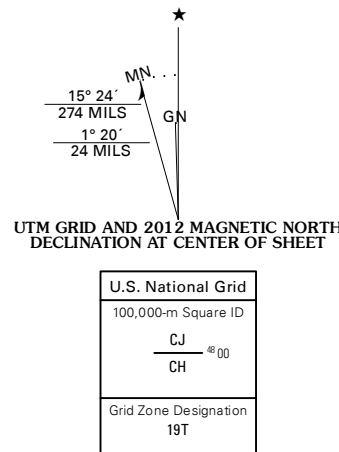 ★
MN
15° 24´
274 MILS
GN
1° 20´
24 MILS
UTM GRID AND 2012 MAGNETIC NORTH
DECLINATION AT CENTER OF SHEET
U.S. National Grid
100,000-m Square ID
CJ
48 00
CH
Grid Zone Designation
19T